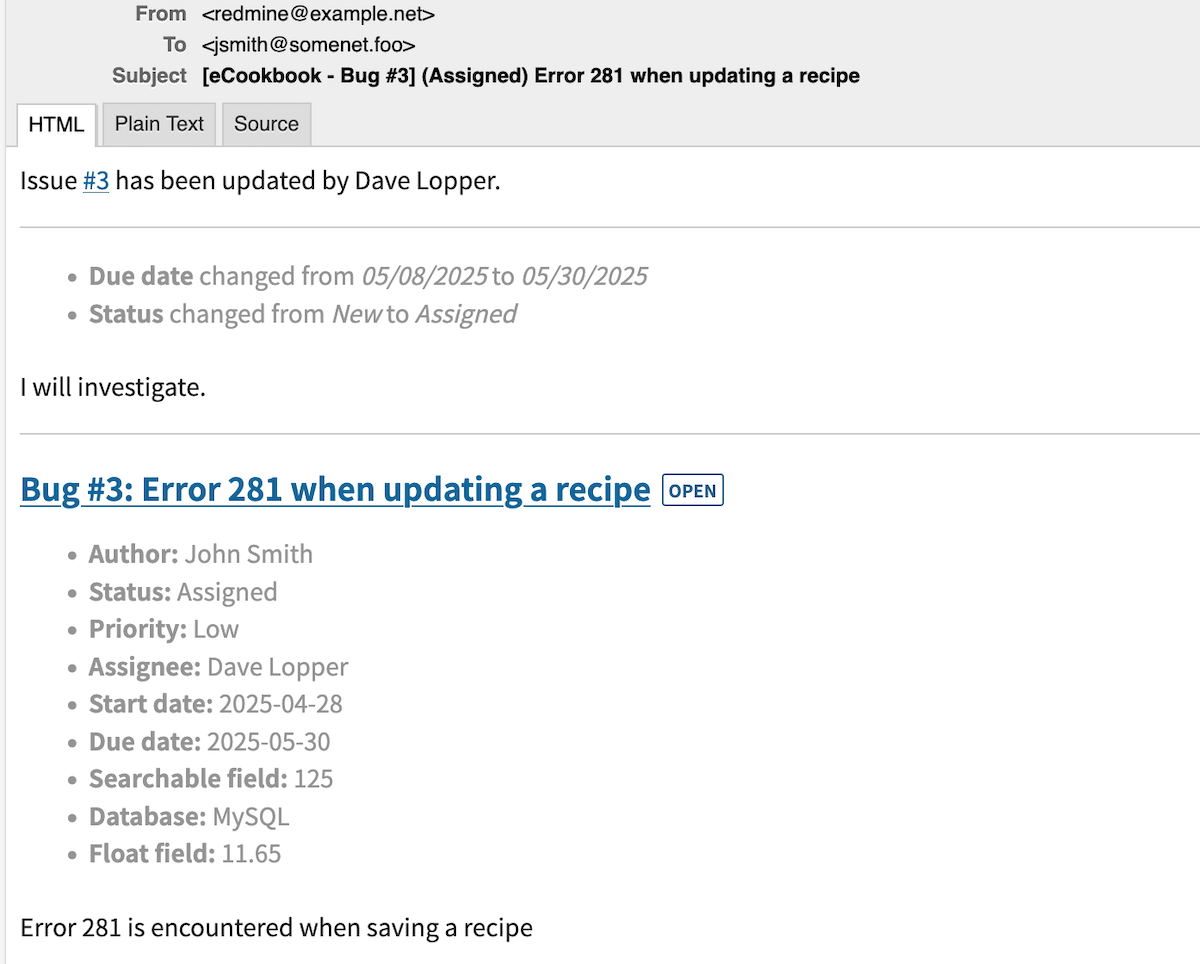 From <redmine@example.net>
To <jsmith@somenet.foo>
Subject [eCookbook - Bug #3] (Assigned) Error 281 when updating a recipe
HTML Plain Text Source
Issue #3 has been updated by Dave Lopper.
• Due date changed from 05/08/2025 to 05/30/2025
• Status changed from New to Assigned
I will investigate.
Bug #3: Error 281 when updating a recipe OPEN
• Author: John Smith
• Status: Assigned
• Priority: Low
• Assignee: Dave Lopper
• Start date: 2025-04-28
• Due date: 2025-05-30
• Searchable field: 125
• Database: MySQL
• Float field: 11.65
Error 281 is encountered when saving a recipe